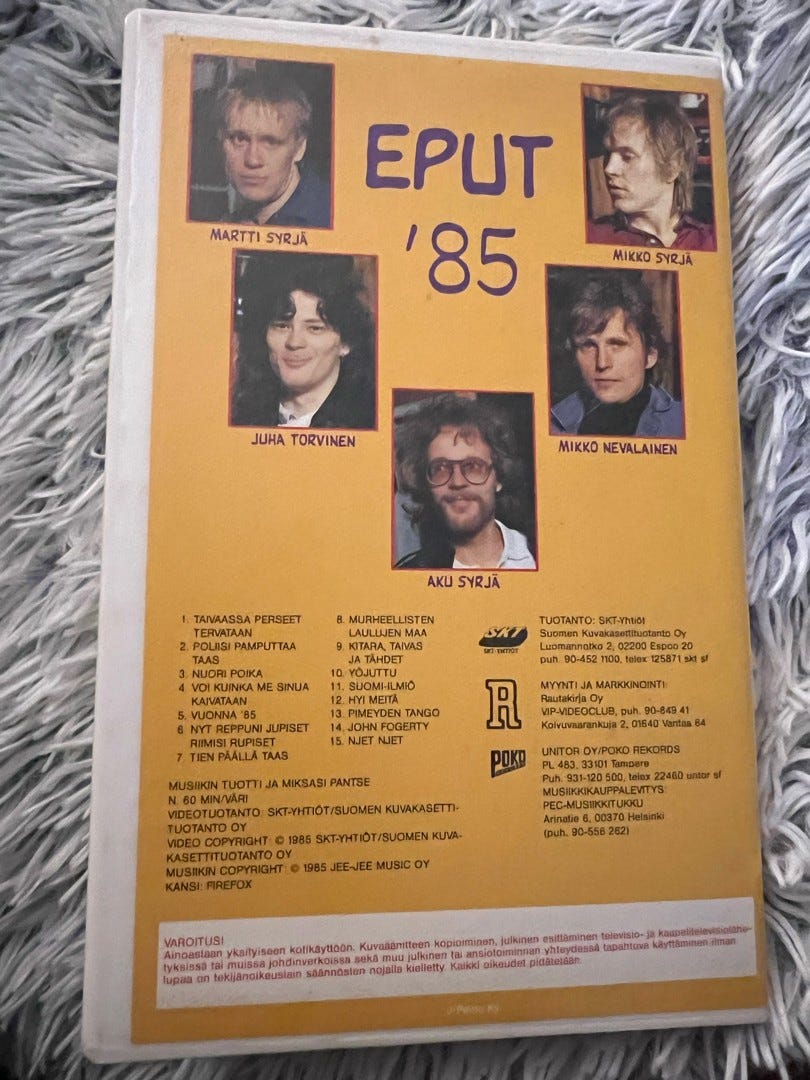 EPUT
'85
MARTTI SYRJÄ
MIKKO SYRJÄ
JUHA TORVINEN
MIKKO NEVALAINEN
AKU SYRJÄ
1. TAIVAASSA PERSEET
TERVATAAN
2. POLIISI PAMPUTTAA
TAAS
3. NUORI POIKA
4. VOI KUINKA ME SINUA
KAIVATAAN
5. VUONNA '85
6. NYT REPPUNI JUPISET
RIIMISI RUPISET
7. TIEN PÄÄLLÄ TAAS
8. MURHEELLISTEN
LAULUJEN MAA
9. KITARA, TAIVAS
JA TÄHDET
10. YÖJUTTU
11. SUOMI-ILMIÖ
12. HYI MEITÄ
13. PIMEYDEN TANGO
14. JOHN FOGERTY
15. NJET NJET
MUSIIKIN TUOTTI JA MIKSASI PANTSE
N. 60 MIN/VÄRI
VIDEOTUOTANTO: SKT-YHTIÖT/SUOMEN KUVAKASETTI-
TUOTANTO OY
VIDEO COPYRIGHT: © 1985 SKT-YHTIÖT/SUOMEN KUVA-
KASETTITUOTANTO OY
MUSIIKIN COPYRIGHT: © 1985 JEE-JEE MUSIC OY
KANSI: FIREFOX
SKT
SKT-YHTIÖT
TUOTANTO: SKT-Yhtiöt
Suomen Kuvakasettituotanto Oy
Luomannotko 2, 02200 Espoo 20
puh. 90-452 1100, telex 125871 skt sf
R
MYYNTI JA MARKKINOINTI:
Rautakirja Oy
VIP-VIDEOCLUB, puh. 90-849 41
Koivuvaarankuja 2, 01640 Vantaa 64
POKO
UNITOR OY/POKO RECORDS
PL 483, 33101 Tampere
Puh. 931-120 500, telex 22460 untor sf
MUSIIKKIKAUPPALEVITYS:
PEC-MUSIIKKITUKKU
Arinatie 6, 00370 Helsinki
(puh. 90-556 262)
VAROITUS!
Ainoastaan yksityiseen kotikäyttöön. Kuvaäänitteen kopioiminen, julkinen esittäminen televisio- ja kaapelitelevisiolähe-
tyksissä tai muissa johdinverkoissa sekä muu julkinen tai ansiotoiminnan yhteydessä tapahtuva käyttäminen ilman
lupaa on tekijänoikeuslain säännösten nojalla kielletty. Kaikki oikeudet pidätetään.